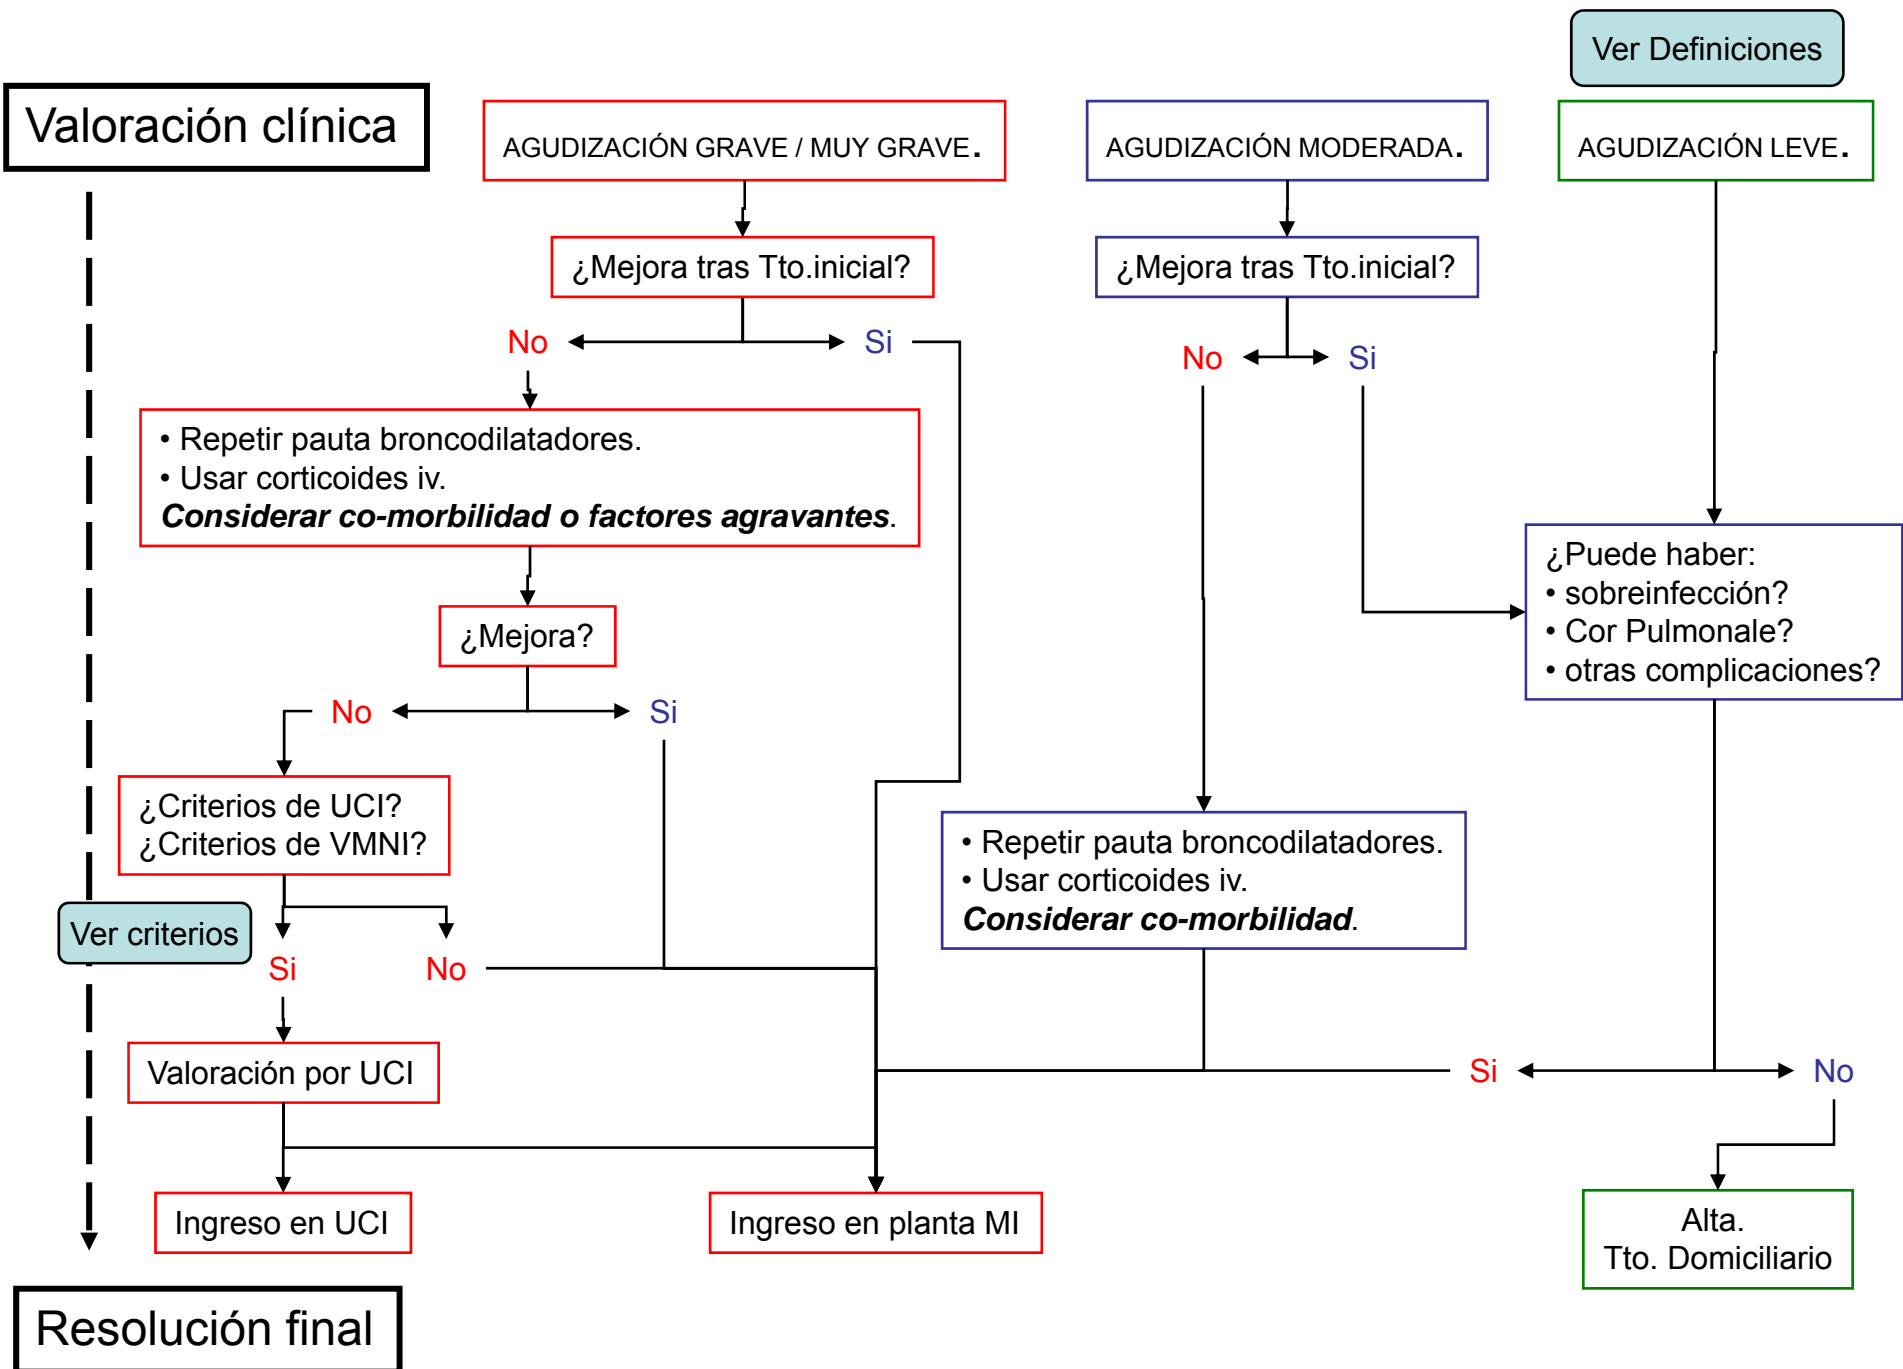 Ver Definiciones
Valoración clínica
AGUDIZACIÓN GRAVE / MUY GRAVE.
AGUDIZACIÓN MODERADA.
AGUDIZACIÓN LEVE.
¿Mejora tras Tto.inicial?
¿Mejora tras Tto.inicial?
No
Si
No
Si
• Repetir pauta broncodilatadores.
• Usar corticoides iv.
Considerar co-morbilidad o factores agravantes.
¿Puede haber:
• sobreinfección?
• Cor Pulmonale?
• otras complicaciones?
¿Mejora?
No
Si
¿Criterios de UCI?
¿Criterios de VMNI?
• Repetir pauta broncodilatadores.
• Usar corticoides iv.
Considerar co-morbilidad.
Ver criterios
Si
No
Valoración por UCI
Si
No
Ingreso en UCI
Ingreso en planta MI
Alta.
Tto. Domiciliario
Resolución final